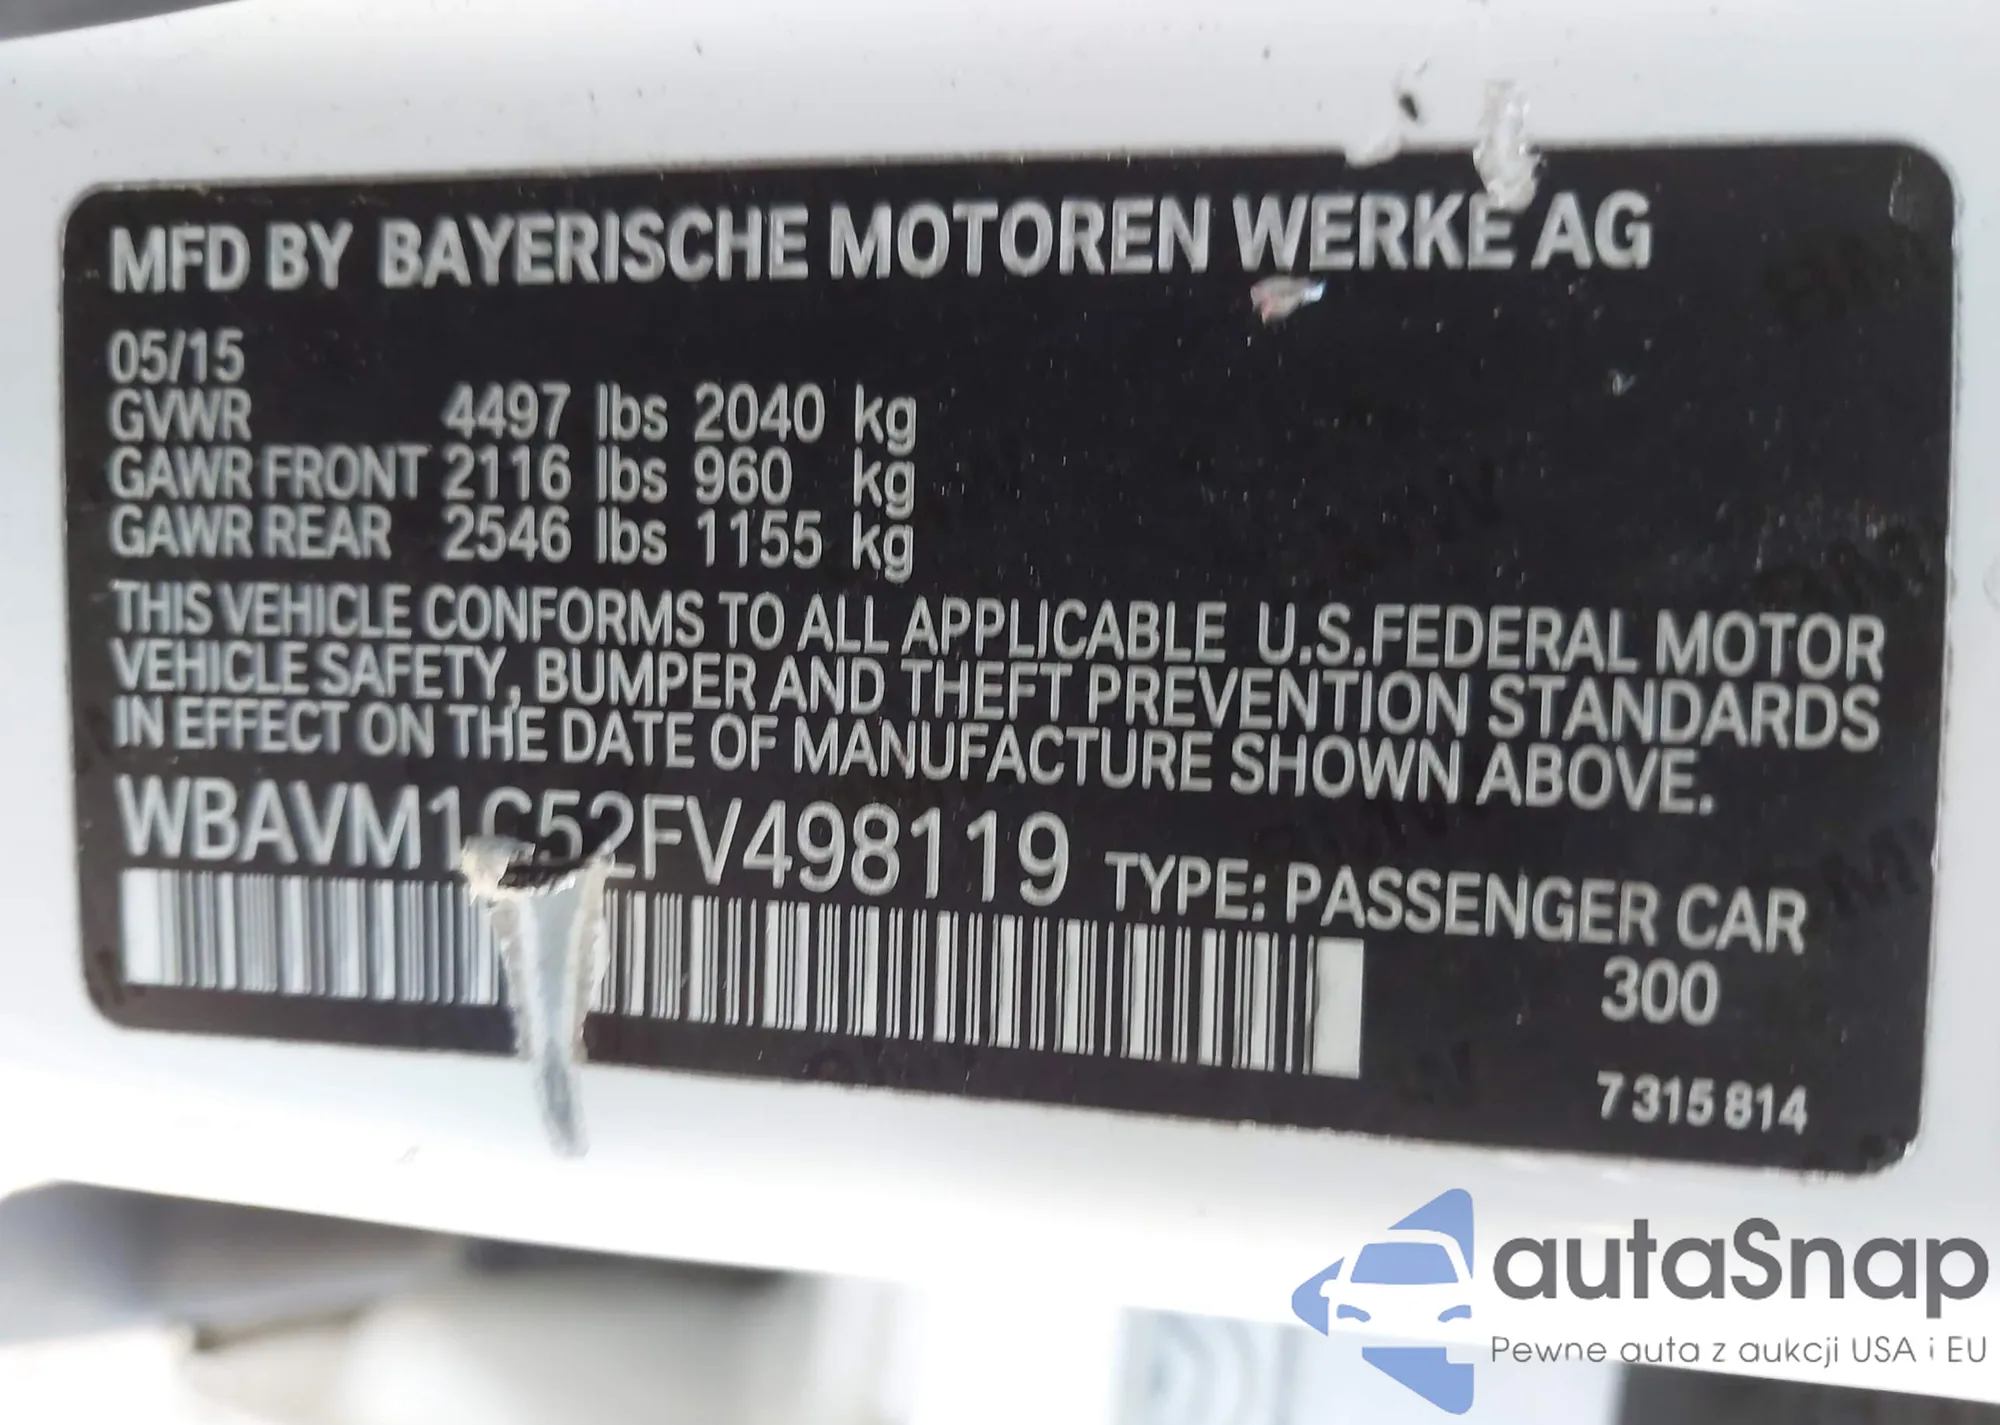 MFD BY BAYERISCHE MOTOREN WERKE AG
05/15
GVWR 4497 lbs 2040 kg
GAWR FRONT 2116 lbs 960 kg
GAWR REAR 2546 lbs 1155 kg
THIS VEHICLE CONFORMS TO ALL APPLICABLE U.S.FEDERAL MOTOR
VEHICLE SAFETY, BUMPER AND THEFT PREVENTION STANDARDS
IN EFFECT ON THE DATE OF MANUFACTURE SHOWN ABOVE.
WBAVM1C52FV498119 TYPE: PASSENGER CAR
300
7 315 814
autaSnap
Pewne auta z aukcji USA i EU